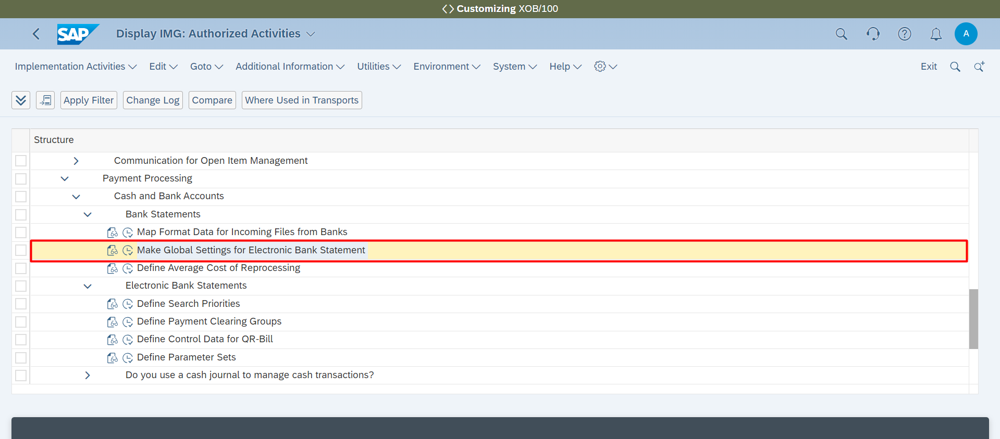 Customizing XOB/100
SAP Display IMG: Authorized Activities A
Implementation Activities Edit Goto Additional Information Utilities Environment System Help Exit
Apply Filter Change Log Compare Where Used in Transports
Structure
Communication for Open Item Management
Payment Processing
Cash and Bank Accounts
Bank Statements
Map Format Data for Incoming Files from Banks
Make Global Settings for Electronic Bank Statement
Define Average Cost of Reprocessing
Electronic Bank Statements
Define Search Priorities
Define Payment Clearing Groups
Define Control Data for QR-Bill
Define Parameter Sets
Do you use a cash journal to manage cash transactions?